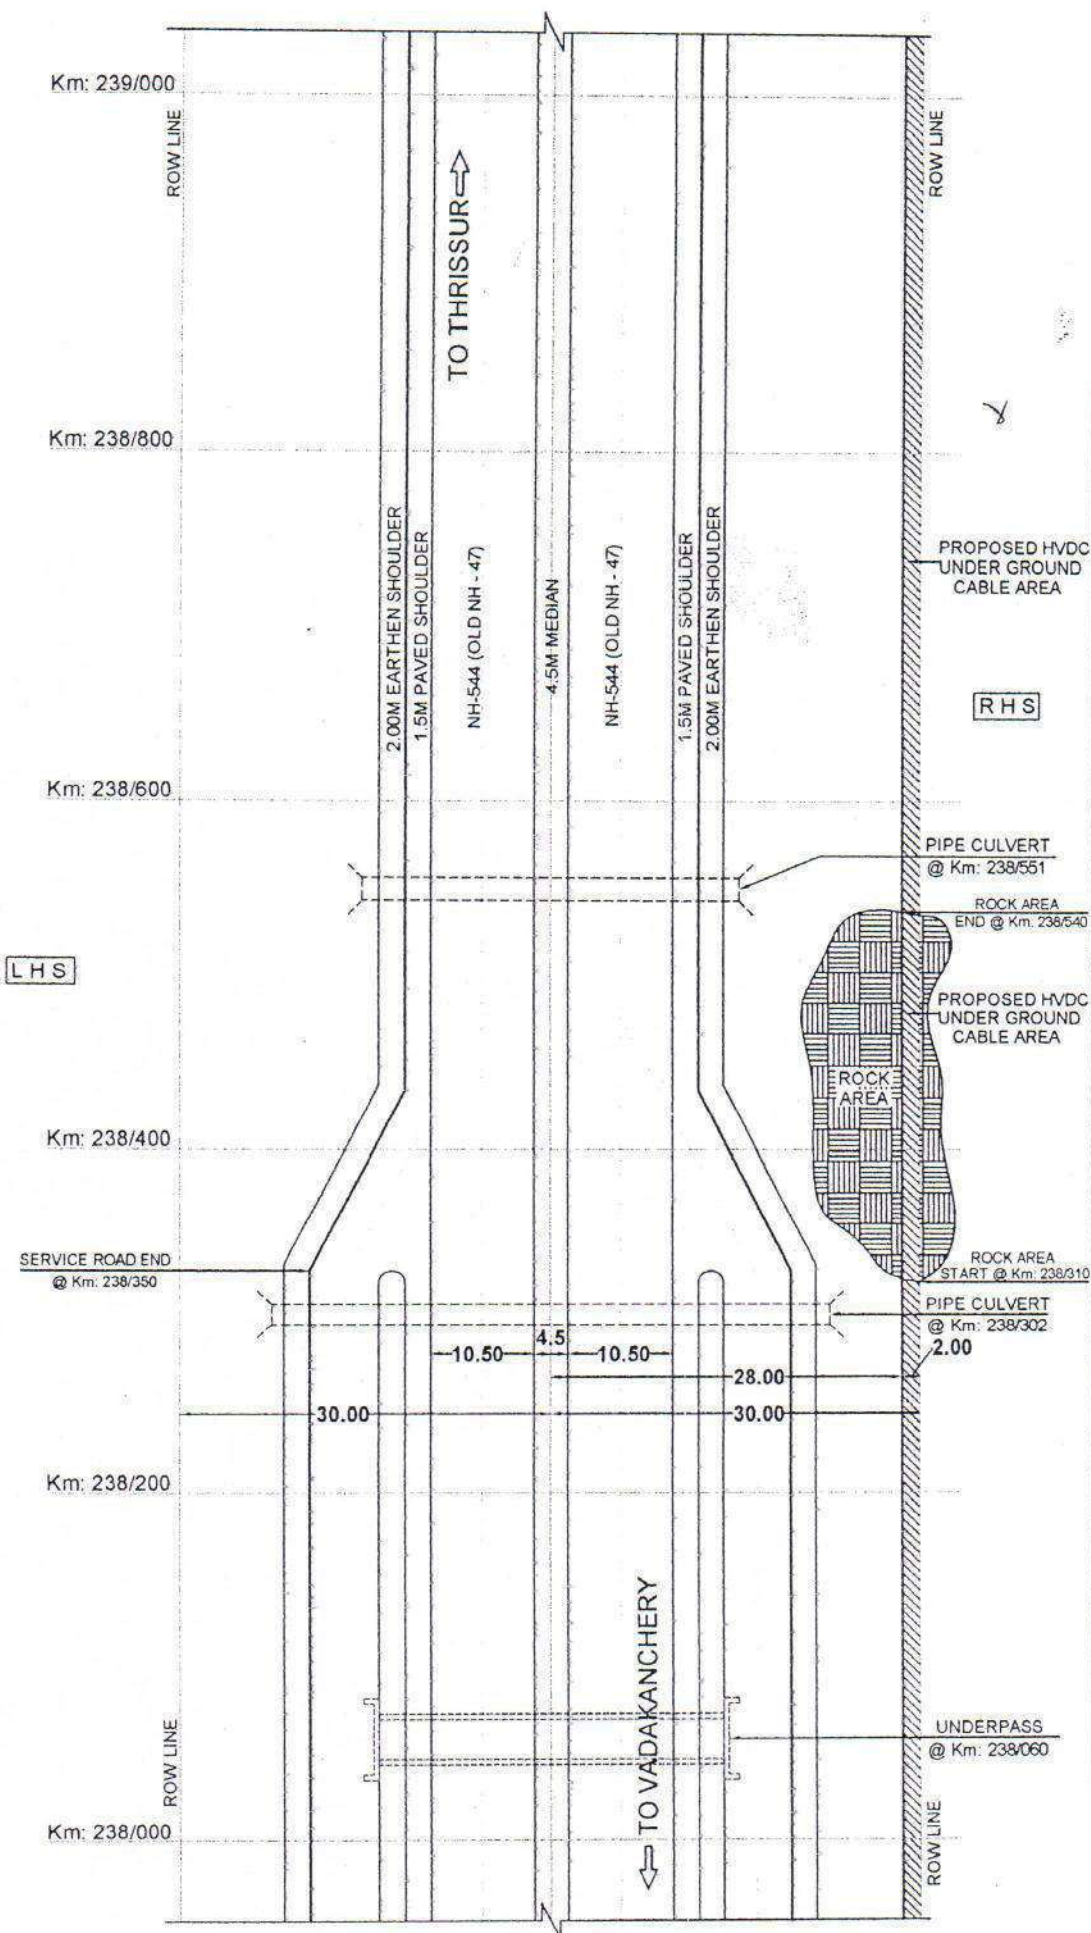 Km: 239/000
ROW LINE
ROW LINE
TO THRISSUR
Km: 238/800
2.00M EARTHEN SHOULDER
1.5M PAVED SHOULDER
NH-544 (OLD NH - 47)
4.5M MEDIAN
NH-544 (OLD NH - 47)
1.5M PAVED SHOULDER
2.00M EARTHEN SHOULDER
PROPOSED HVDC
UNDER GROUND
CABLE AREA
RHS
Km: 238/600
PIPE CULVERT
@ Km: 238/551
ROCK AREA
END @ Km: 238/540
LHS
PROPOSED HVDC
UNDER GROUND
CABLE AREA
ROCK
AREA
Km: 238/400
SERVICE ROAD END
@ Km: 238/350
ROCK AREA
START @ Km: 238/310
PIPE CULVERT
@ Km: 238/302
4.5
10.50
10.50
2.00
28.00
30.00
30.00
Km: 238/200
TO VADAKANCHERY
UNDERPASS
@ Km: 238/060
ROW LINE
Km: 238/000
ROW LINE